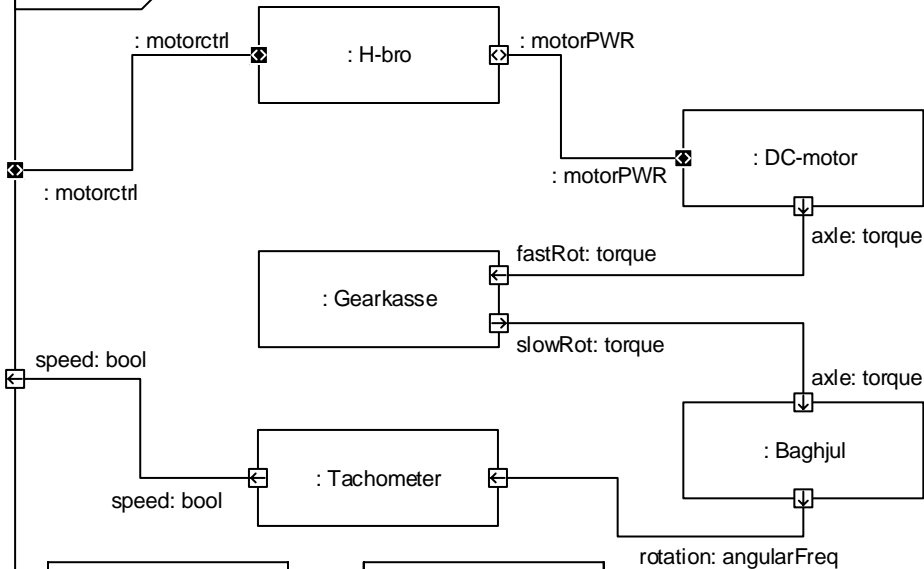 : motorctrl
: H-bro
: motorPWR
: DC-motor
: motorPWR
: motorctrl
axle: torque
fastRot: torque
: Gearkasse
slowRot: torque
speed: bool
axle: torque
: Baghjul
: Tachometer
speed: bool
rotation: angularFreq